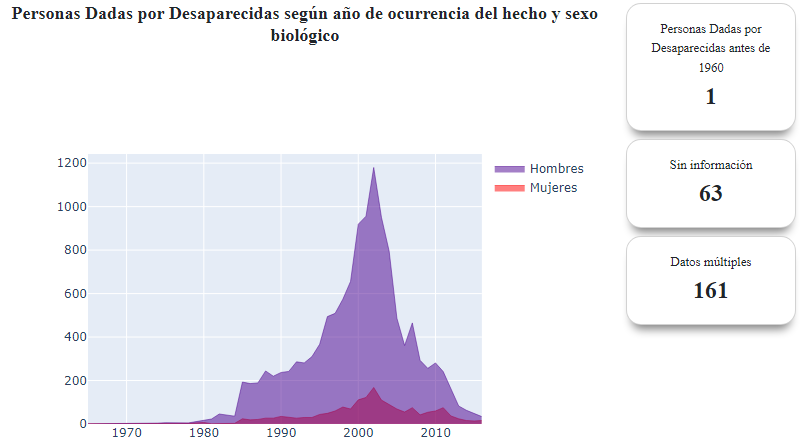 Personas Dadas por Desaparecidas según año de ocurrencia del hecho y sexo
biológico
Personas Dadas por
Desaparecidas antes de
1960
1
Sin información
63
Datos múltiples
161
Hombres
Mujeres
1200
1000
800
600
400
200
0
1970 1980 1990 2000 2010